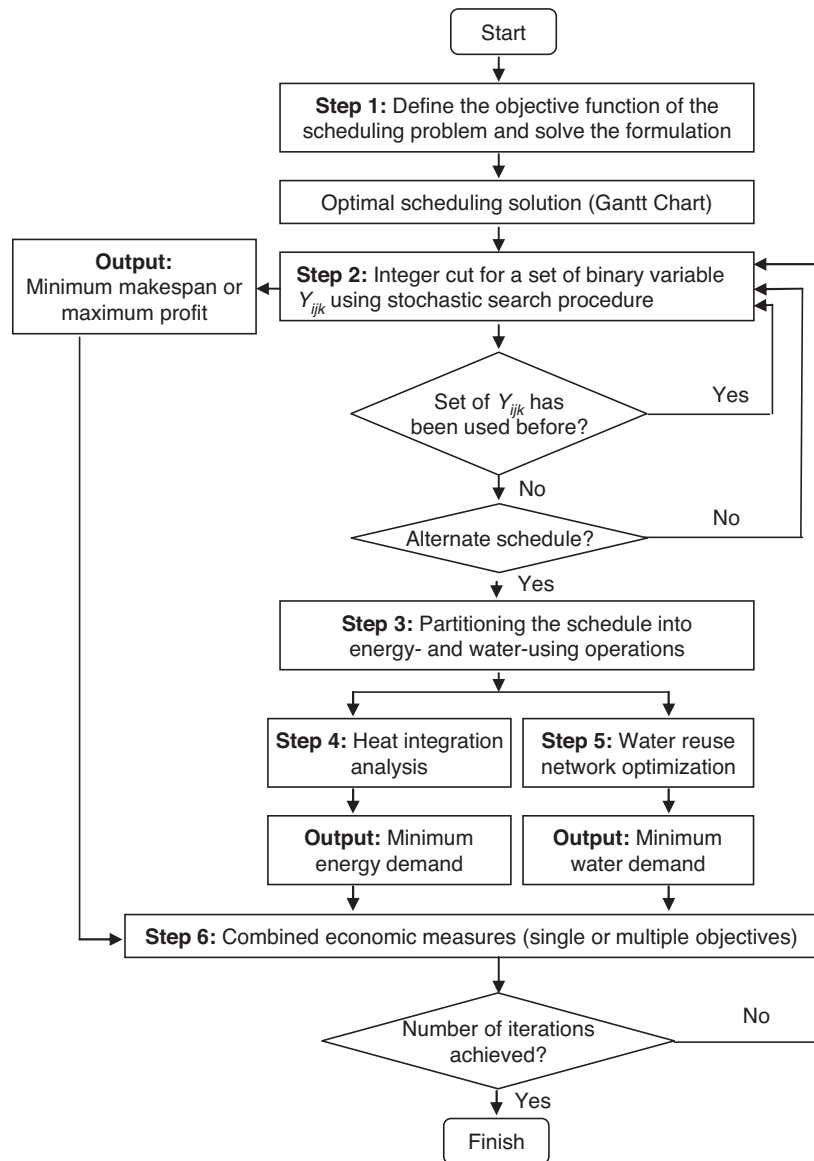 Start
Step 1: Define the objective function of the
scheduling problem and solve the formulation
Optimal scheduling solution (Gantt Chart)
Output:
Minimum makespan or
maximum profit
Step 2: Integer cut for a set of binary variable
Yijk using stochastic search procedure
Set of Yijk has
been used before?
Yes
No
Alternate schedule?
No
Yes
Step 3: Partitioning the schedule into
energy- and water-using operations
Step 4: Heat integration
analysis
Step 5: Water reuse
network optimization
Output: Minimum
energy demand
Output: Minimum
water demand
Step 6: Combined economic measures (single or multiple objectives)
Number of iterations
achieved?
No
Yes
Finish